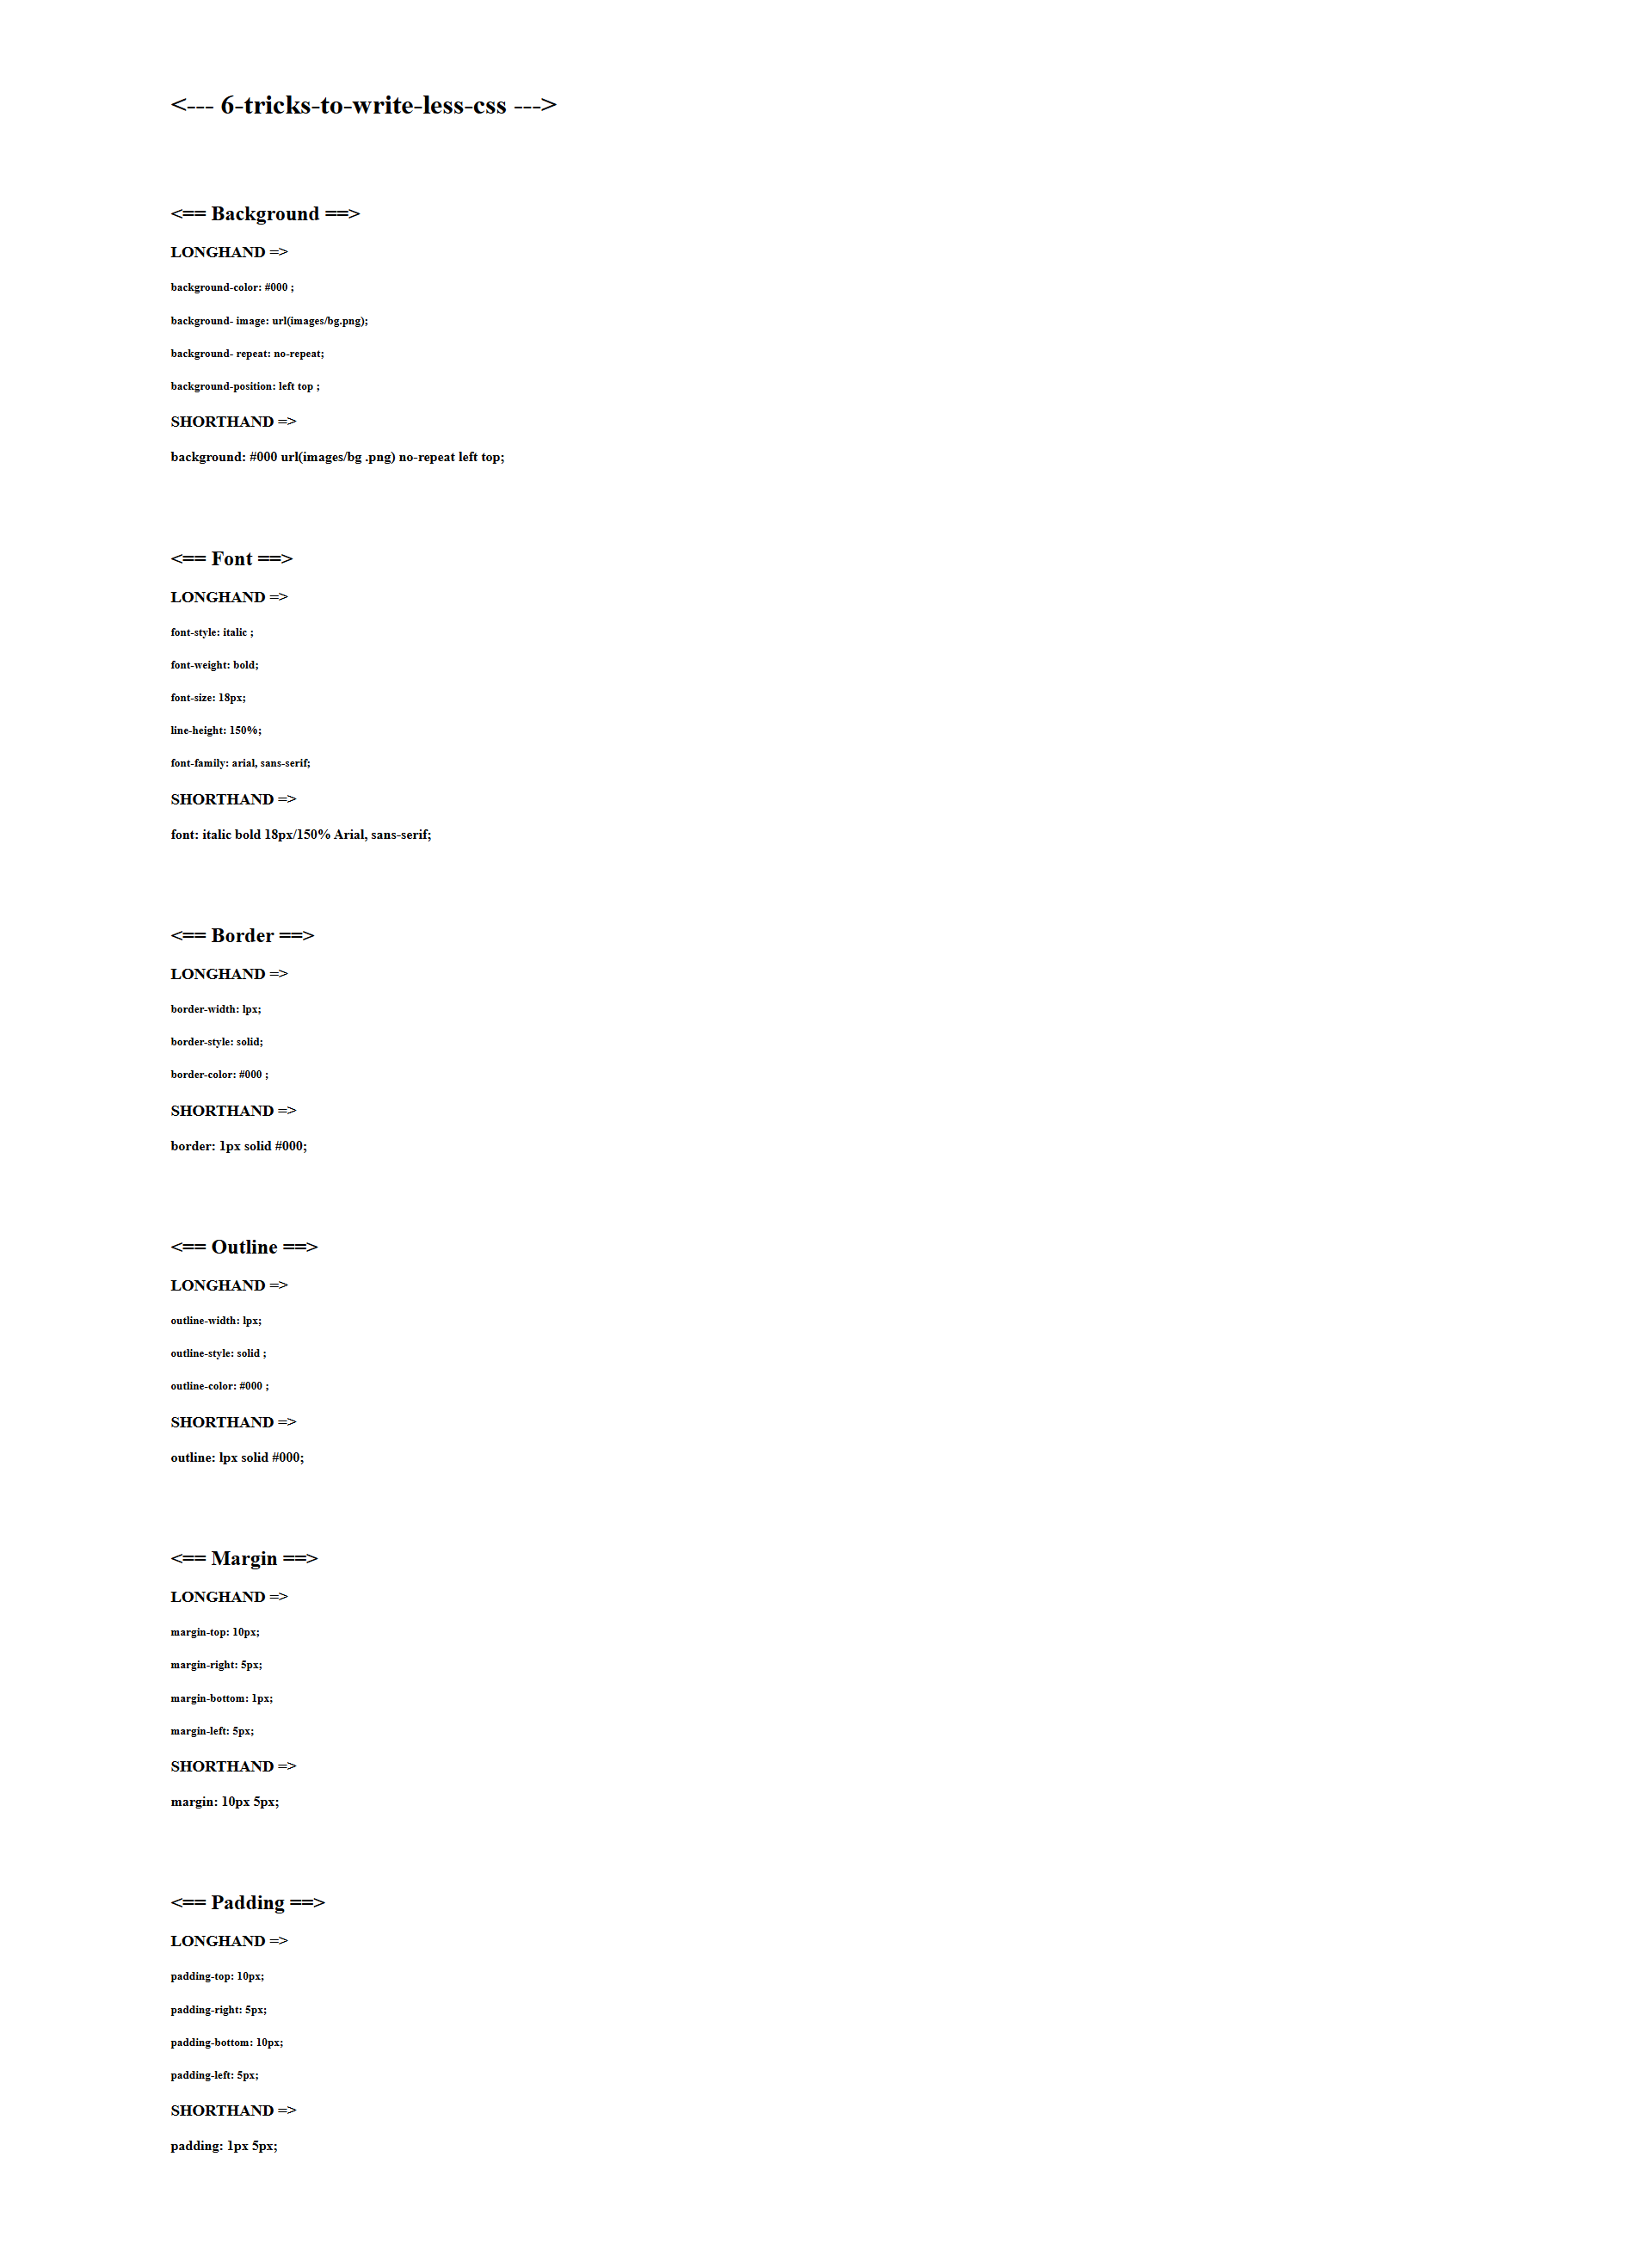 <--- 6-tricks-to-write-less-css --->
<== Background ==>
LONGHAND =>
background-color: #000 ;
background- image: url(images/bg.png);
background- repeat: no-repeat;
background-position: left top ;
SHORTHAND =>
background: #000 url(images/bg .png) no-repeat left top;
<== Font ==>
LONGHAND =>
font-style: italic ;
font-weight: bold;
font-size: 18px;
line-height: 150%;
font-family: arial, sans-serif;
SHORTHAND =>
font: italic bold 18px/150% Arial, sans-serif;
<== Border ==>
LONGHAND =>
border-width: lpx;
border-style: solid;
border-color: #000 ;
SHORTHAND =>
border: 1px solid #000;
<== Outline ==>
LONGHAND =>
outline-width: lpx;
outline-style: solid ;
outline-color: #000 ;
SHORTHAND =>
outline: lpx solid #000;
<== Margin ==>
LONGHAND =>
margin-top: 10px;
margin-right: 5px;
margin-bottom: 1px;
margin-left: 5px;
SHORTHAND =>
margin: 10px 5px;
<== Padding ==>
LONGHAND =>
padding-top: 10px;
padding-right: 5px;
padding-bottom: 10px;
padding-left: 5px;
SHORTHAND =>
padding: 1px 5px;